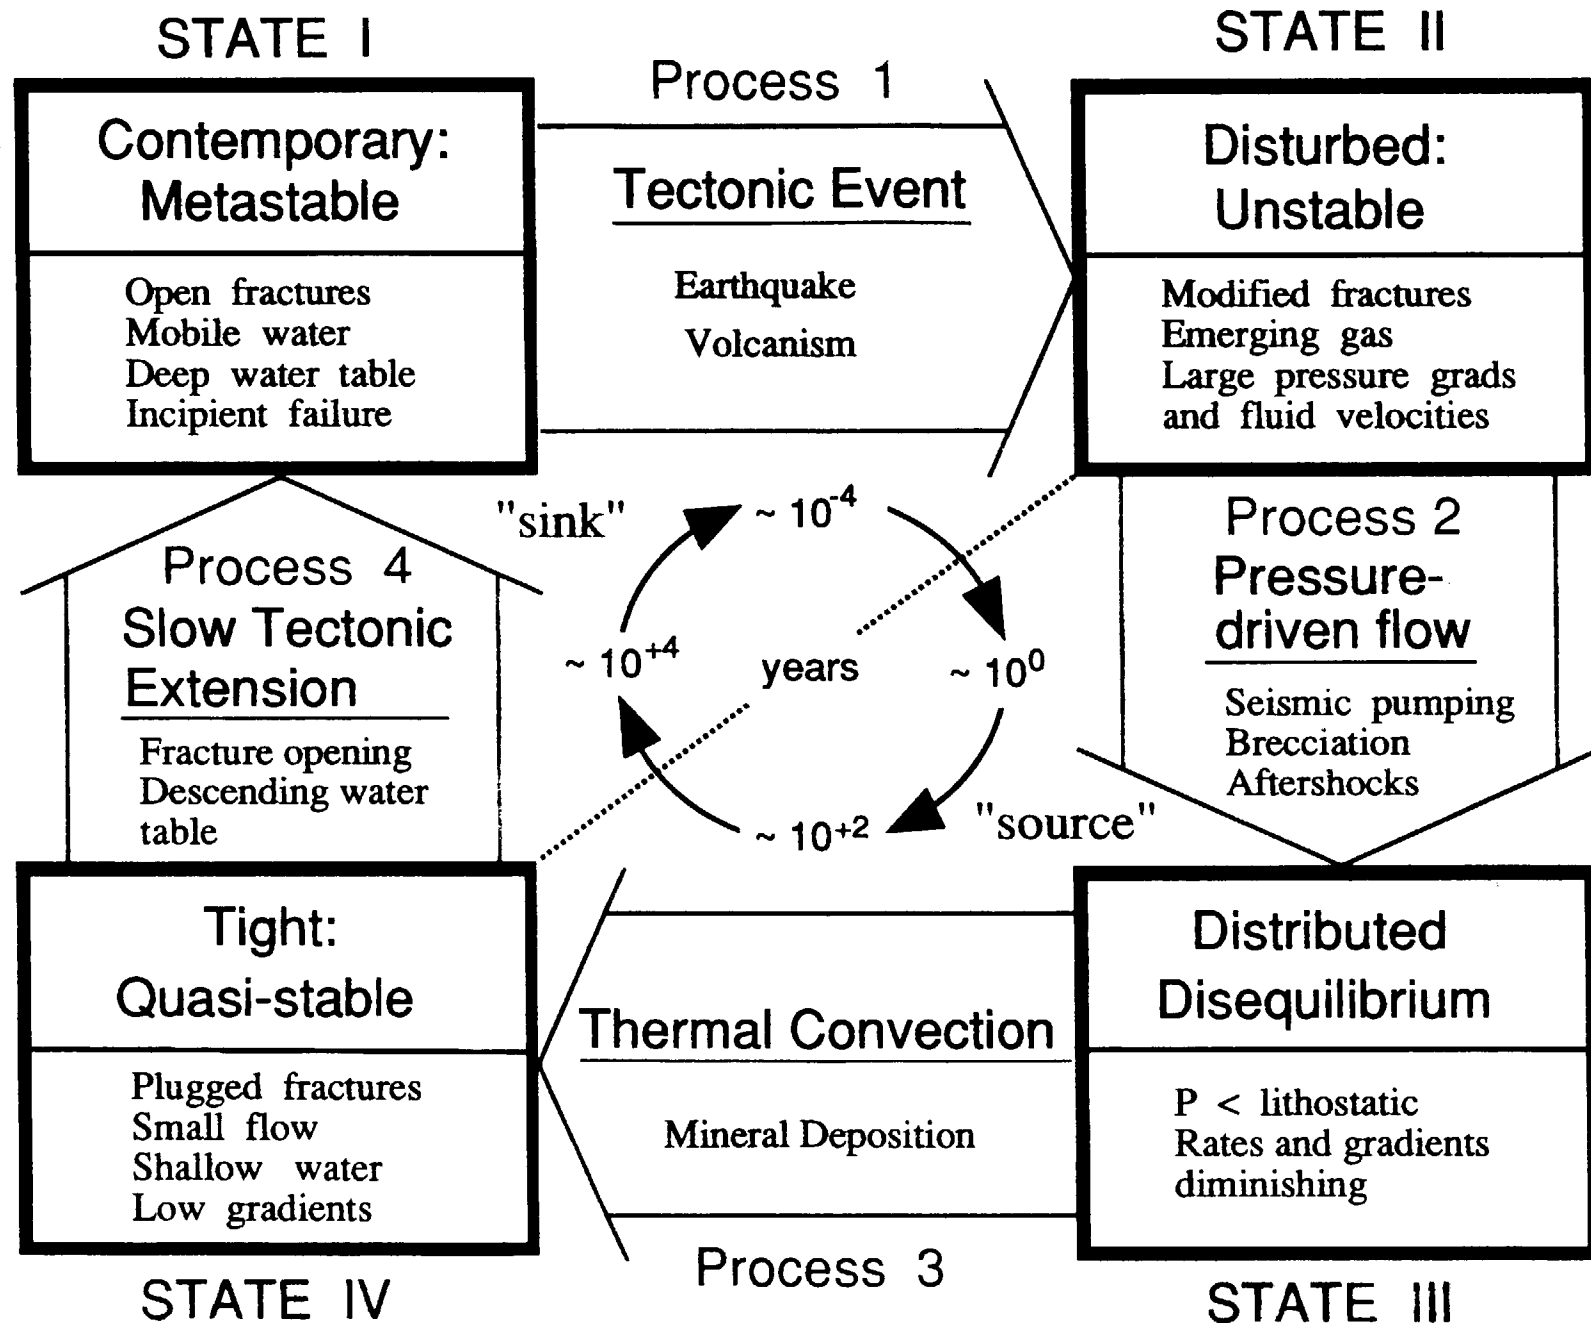 STATE I
Contemporary:
Metastable
Open fractures
Mobile water
Deep water table
Incipient failure
Process 1
Tectonic Event
Earthquake
Volcanism
STATE II
Disturbed:
Unstable
Modified fractures
Emerging gas
Large pressure grads
and fluid velocities
Process 2
Pressure-
driven flow
Seismic pumping
Brecciation
Aftershocks
"sink"
~ 10⁻⁴
~ 10⁺⁴
years
~ 10⁰
~ 10⁺²
"source"
Process 4
Slow Tectonic
Extension
Fracture opening
Descending water
table
Tight:
Quasi-stable
Plugged fractures
Small flow
Shallow water
Low gradients
STATE IV
Thermal Convection
Mineral Deposition
Process 3
Distributed
Disequilibrium
P < lithostatic
Rates and gradients
diminishing
STATE III